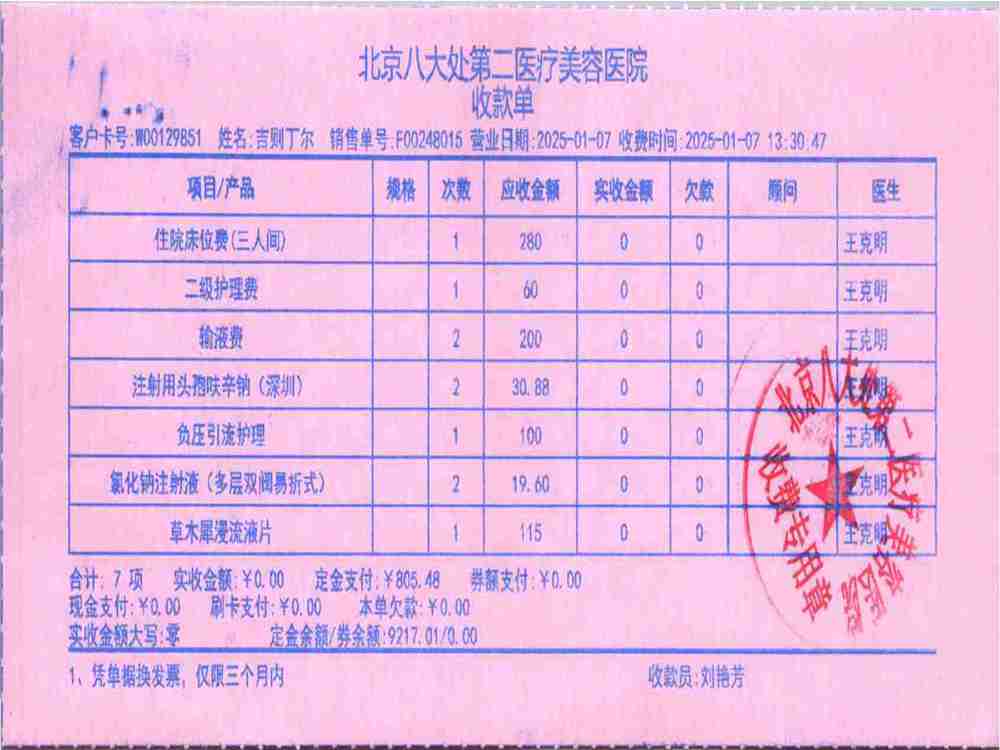 北京八大处第二医疗美容医院
收款单
客户卡号:W00129851 姓名:吉则丁尔 销售单号:F00248015 营业日期:2025-01-07 收费时间:2025-01-07 13:30:47
项目/产品 规格 次数 应收金额 实收金额 欠款 顾问 医生
住院床位费(三人间) 1 280 0 0 王克明
二级护理费 1 60 0 0 王克明
输液费 2 200 0 0 王克明
注射用头孢呋辛钠（深圳） 2 30.88 0 0 王克明
负压引流护理 1 100 0 0 王克明
氯化钠注射液（多层双阀易折式） 2 19.60 0 0 王克明
草木犀浸流液片 1 115 0 0 王克明
合计: 7 项 实收金额:￥0.00 定金支付:￥805.48 券额支付:￥0.00
现金支付:￥0.00 刷卡支付:￥0.00 本单欠款:￥0.00
实收金额大写:零 定金余额/券余额:9217.01/0.00
1、凭单据换发票, 仅限三个月内 收款员:刘艳芳
北京八大处第二医疗美容医院
收费专用章